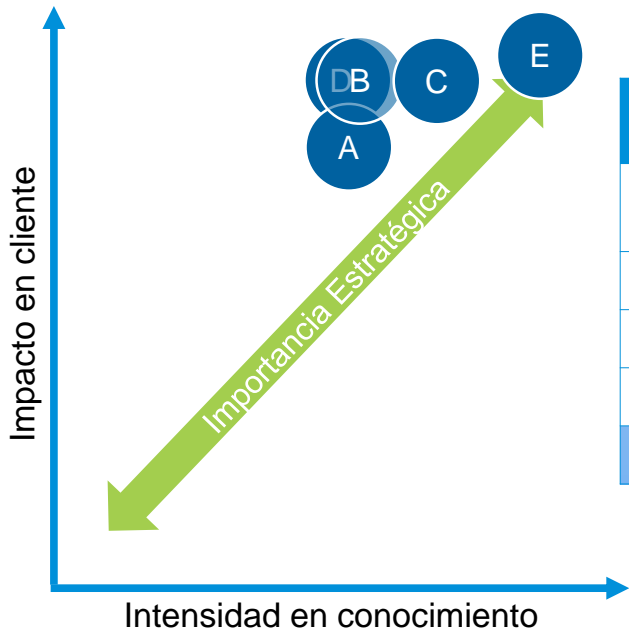 E
DB
C
A
Impacto en cliente
Importancia Estratégica
Intensidad en conocimiento